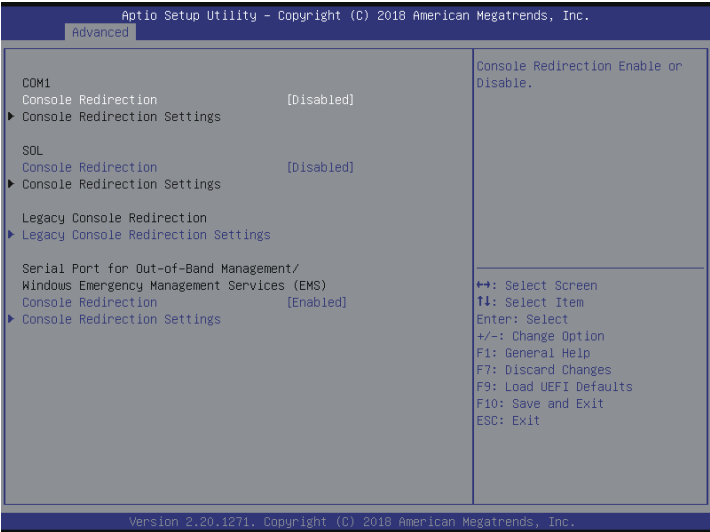 Aptio Setup Utility – Copyright (C) 2018 American Megatrends, Inc.
Advanced
COM1
Console Redirection [Disabled]
Console Redirection Settings
SOL
Console Redirection [Disabled]
Console Redirection Settings
Legacy Console Redirection
Legacy Console Redirection Settings
Serial Port for Out-of-Band Management/
Windows Emergency Management Services (EMS)
Console Redirection [Enabled]
Console Redirection Settings
Console Redirection Enable or
Disable.
↔: Select Screen
↑↓: Select Item
Enter: Select
+/-: Change Option
F1: General Help
F7: Discard Changes
F9: Load UEFI Defaults
F10: Save and Exit
ESC: Exit
Version 2.20.1271. Copyright (C) 2018 American Megatrends, Inc.